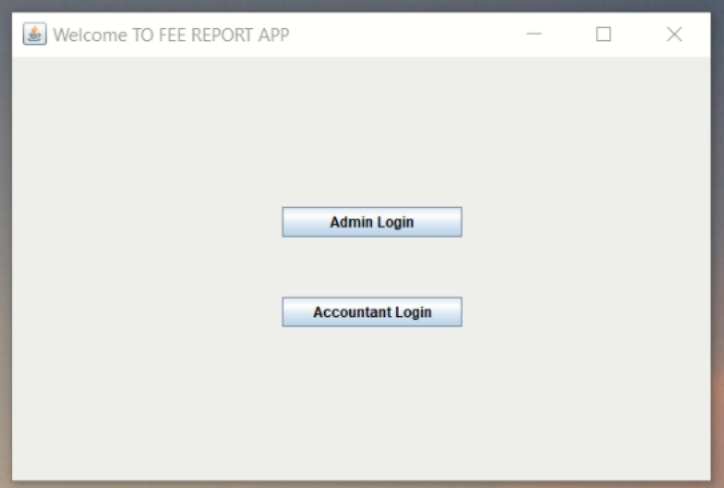 Welcome TO FEE REPORT APP
Admin Login
Accountant Login